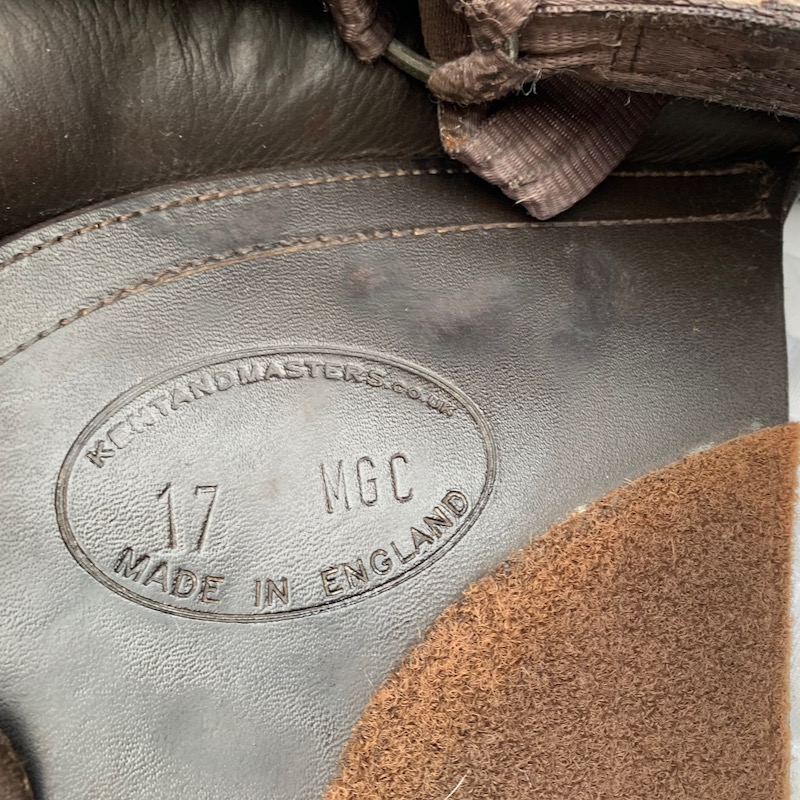 KENTANDMASTERS.CO.UK
17 MGC
MADE IN ENGLAND